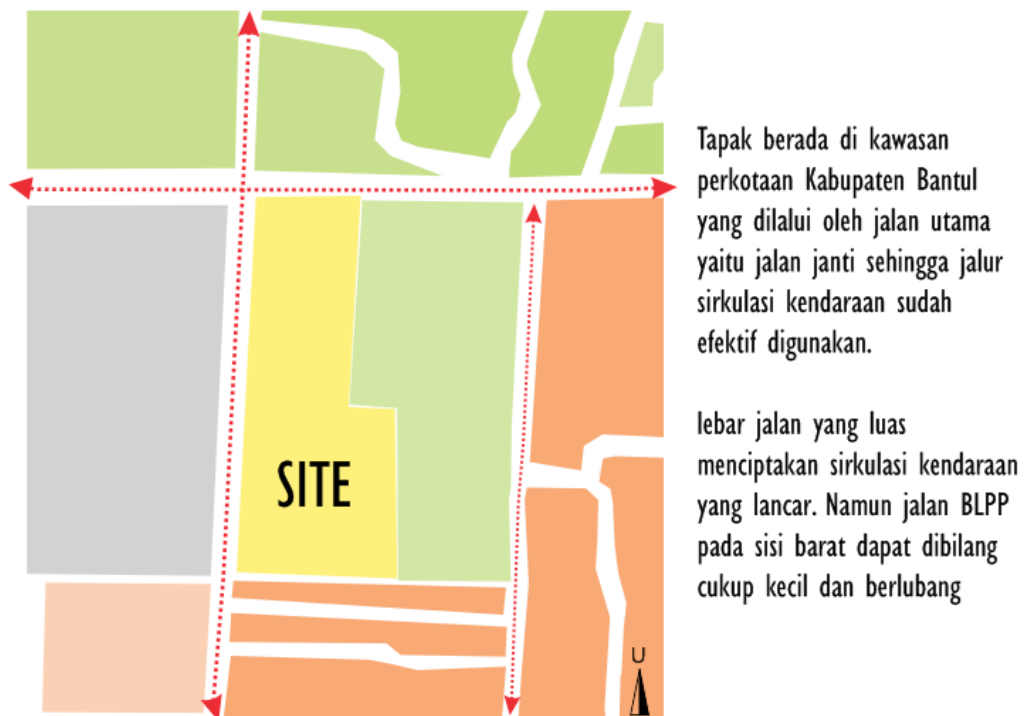 Tapak berada di kawasan
perkotaan Kabupaten Bantul
yang dilalui oleh jalan utama
yaitu jalan janti sehingga jalur
sirkulasi kendaraan sudah
efektif digunakan.
lebar jalan yang luas
menciptakan sirkulasi kendaraan
yang lancar. Namun jalan BLPP
pada sisi barat dapat dibilang
cukup kecil dan berlubang
SITE
U